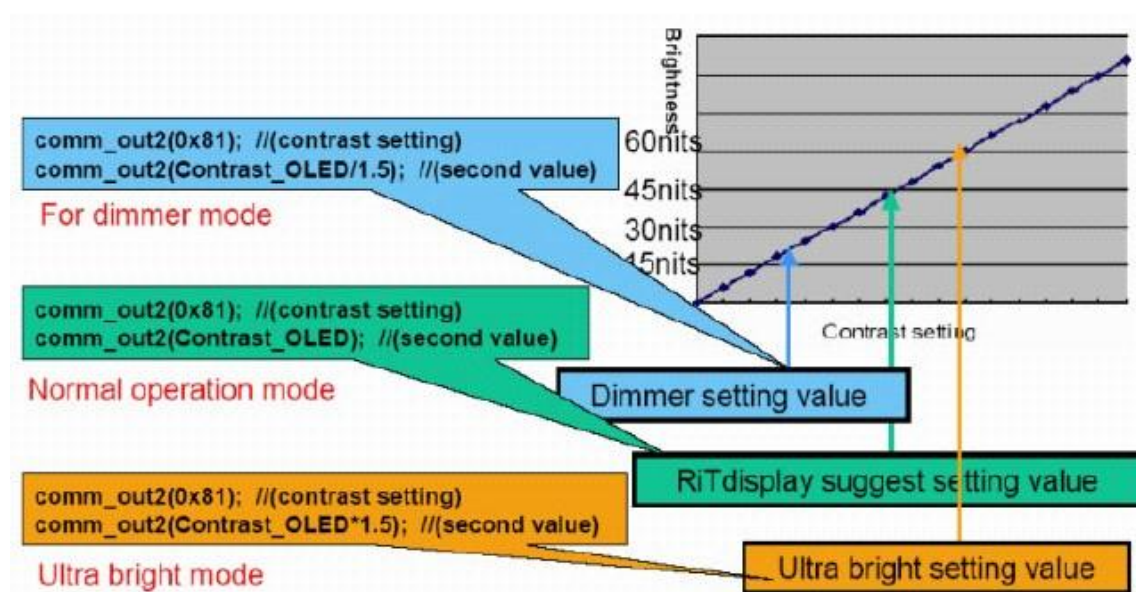 Brightness
comm_out2(0x81); //(contrast setting)
comm_out2(Contrast_OLED/1.5); //(second value)
For dimmer mode
60nits
45nits
30nits
15nits
Contrast setting
comm_out2(0x81); //(contrast setting)
comm_out2(Contrast_OLED); //(second value)
Normal operation mode
Dimmer setting value
RiTdisplay suggest setting value
comm_out2(0x81); //(contrast setting)
comm_out2(Contrast_OLED*1.5); //(second value)
Ultra bright mode
Ultra bright setting value